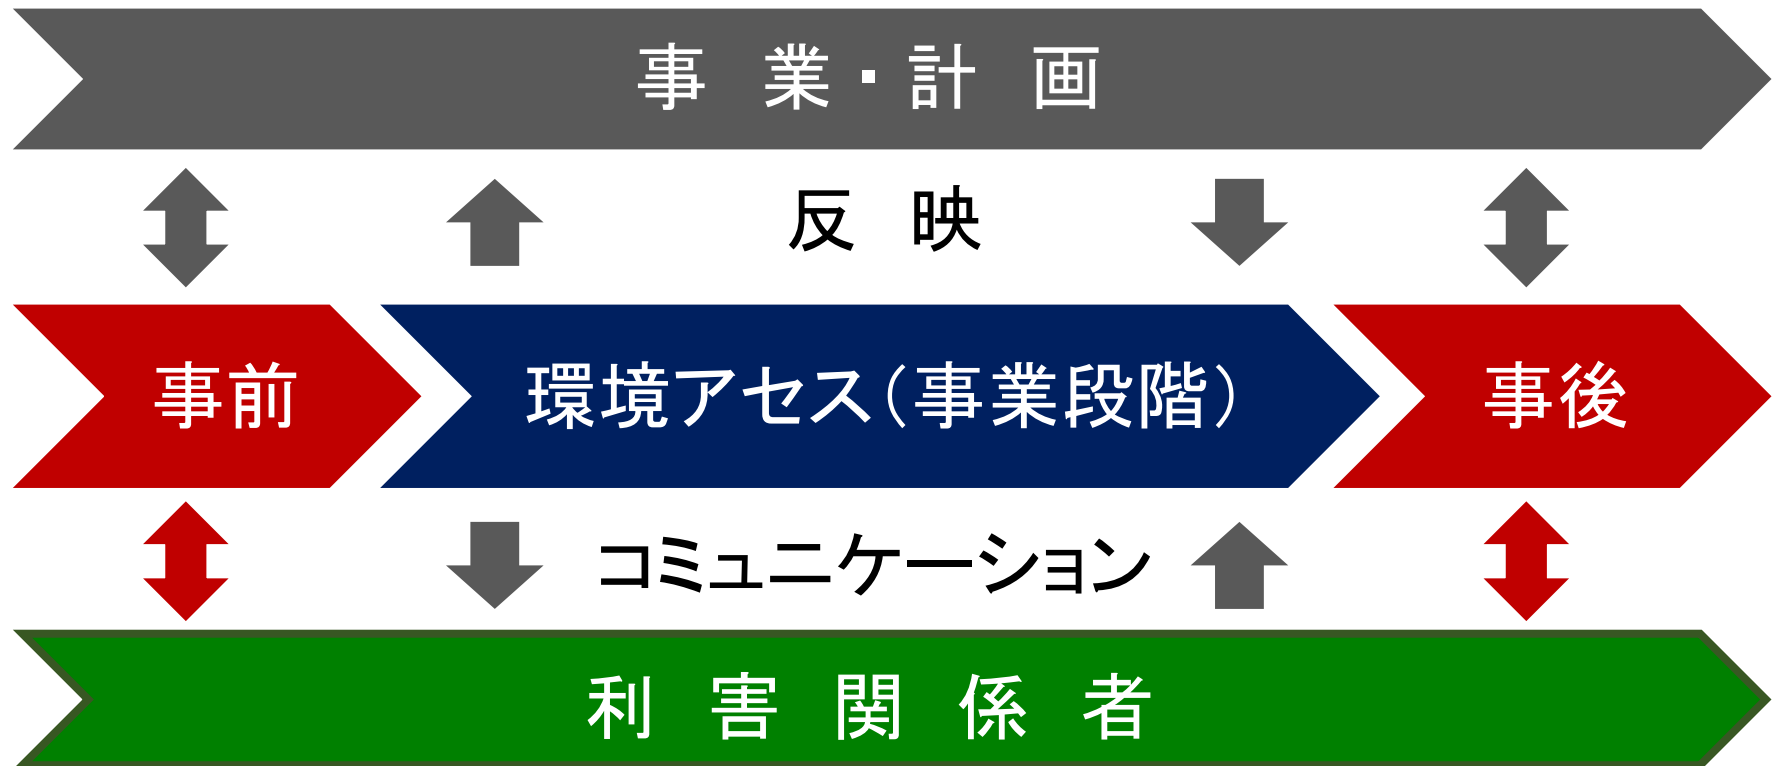 事業・計画
反映
事前
環境アセス（事業段階）
事後
コミュニケーション
利害関係者